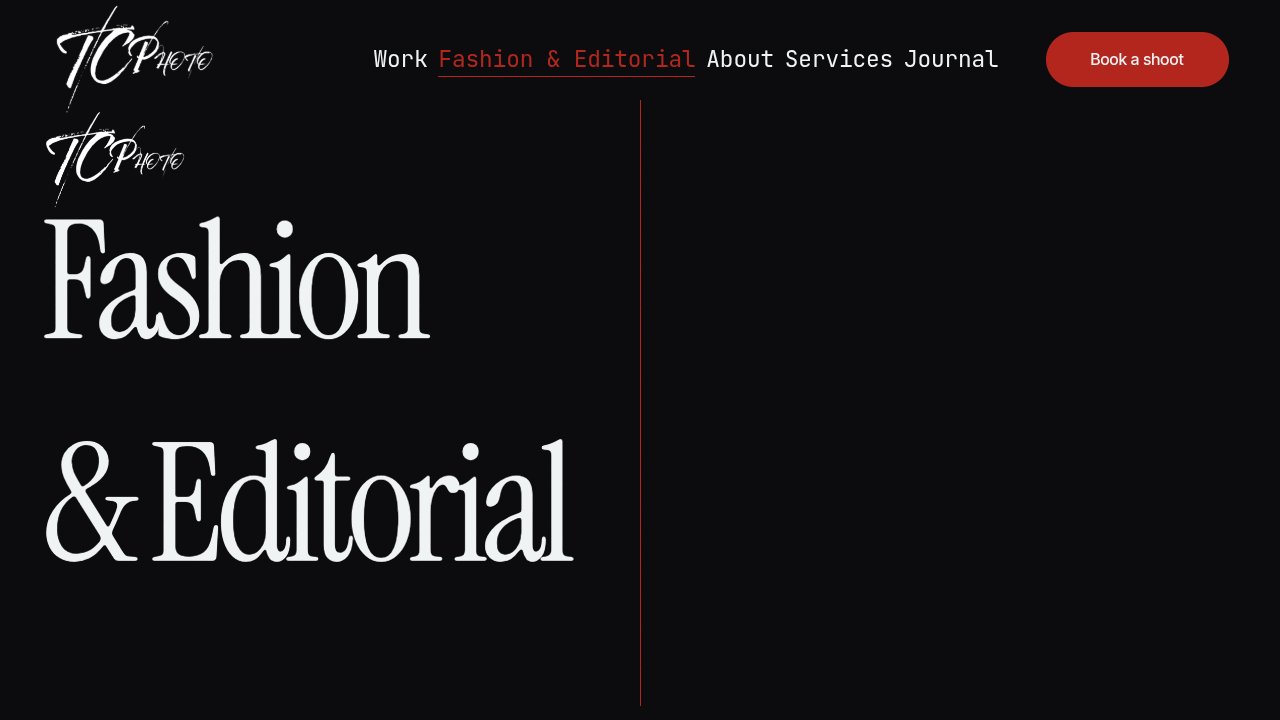 TCPHOTO
Work Fashion & Editorial About Services Journal Book a shoot
TCPHOTO
Fashion
& Editorial